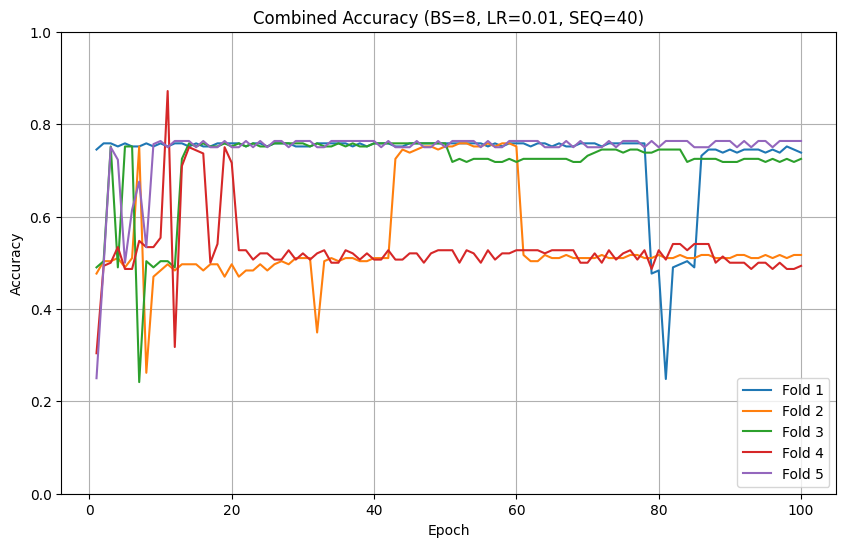 Combined Accuracy (BS=8, LR=0.01, SEQ=40)
1.0
0.8
0.6
0.4
0.2
0.0
Accuracy
0 20 40 60 80 100
Epoch
Fold 1
Fold 2
Fold 3
Fold 4
Fold 5